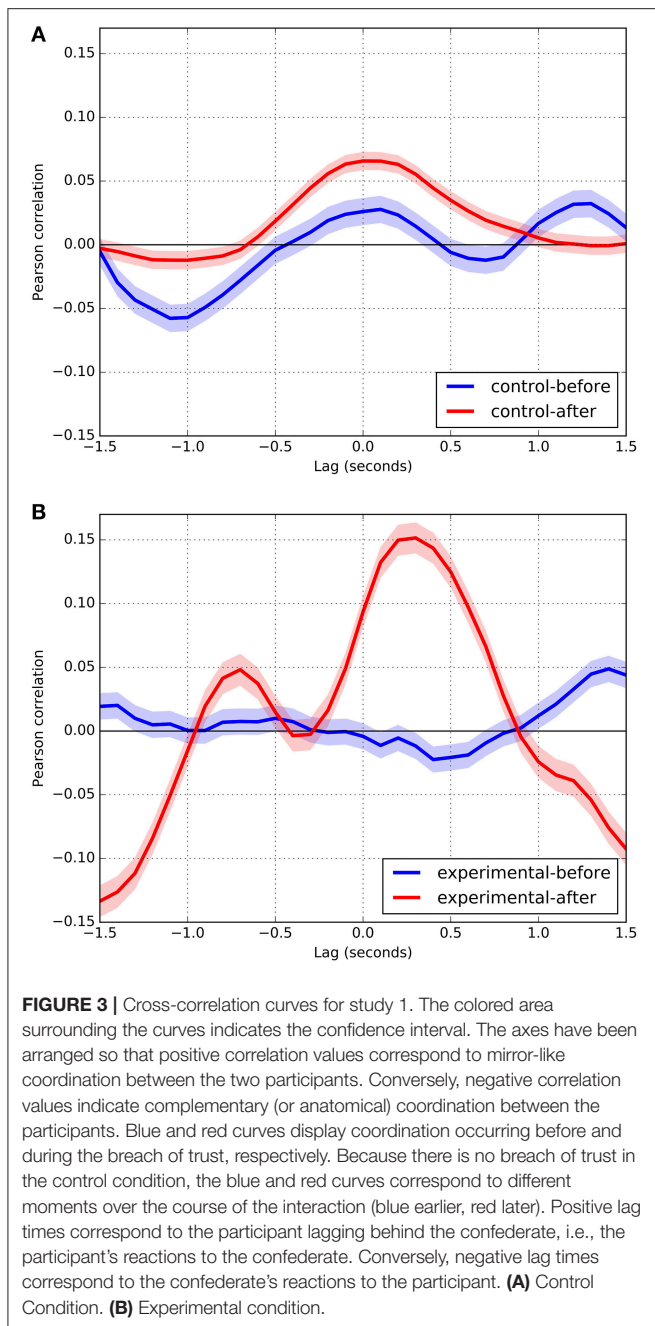 A
0.15
0.10
0.05
0.00
−0.05
−0.10
−0.15
Pearson correlation
control-before
control-after
−1.5 −1.0 −0.5 0.0 0.5 1.0 1.5
Lag (seconds)
B
0.15
0.10
0.05
0.00
−0.05
−0.10
−0.15
Pearson correlation
experimental-before
experimental-after
−1.5 −1.0 −0.5 0.0 0.5 1.0 1.5
Lag (seconds)
FIGURE 3 | Cross-correlation curves for study 1. The colored area
surrounding the curves indicates the confidence interval. The axes have been
arranged so that positive correlation values correspond to mirror-like
coordination between the two participants. Conversely, negative correlation
values indicate complementary (or anatomical) coordination between the
participants. Blue and red curves display coordination occurring before and
during the breach of trust, respectively. Because there is no breach of trust in
the control condition, the blue and red curves correspond to different
moments over the course of the interaction (blue earlier, red later). Positive lag
times correspond to the participant lagging behind the confederate, i.e., the
participant's reactions to the confederate. Conversely, negative lag times
correspond to the confederate's reactions to the participant. (A) Control
Condition. (B) Experimental condition.